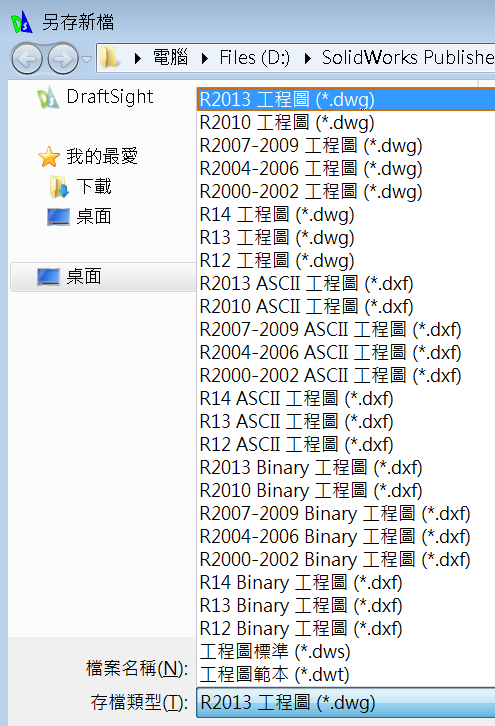 另存新檔
電腦 Files (D:) SolidWorks Publishe
DraftSight
我的最愛
下載
桌面
桌面
R2013 工程圖 (*.dwg)
R2010 工程圖 (*.dwg)
R2007-2009 工程圖 (*.dwg)
R2004-2006 工程圖 (*.dwg)
R2000-2002 工程圖 (*.dwg)
R14 工程圖 (*.dwg)
R13 工程圖 (*.dwg)
R12 工程圖 (*.dwg)
R2013 ASCII 工程圖 (*.dxf)
R2010 ASCII 工程圖 (*.dxf)
R2007-2009 ASCII 工程圖 (*.dxf)
R2004-2006 ASCII 工程圖 (*.dxf)
R2000-2002 ASCII 工程圖 (*.dxf)
R14 ASCII 工程圖 (*.dxf)
R13 ASCII 工程圖 (*.dxf)
R12 ASCII 工程圖 (*.dxf)
R2013 Binary 工程圖 (*.dxf)
R2010 Binary 工程圖 (*.dxf)
R2007-2009 Binary 工程圖 (*.dxf)
R2004-2006 Binary 工程圖 (*.dxf)
R2000-2002 Binary 工程圖 (*.dxf)
R14 Binary 工程圖 (*.dxf)
R13 Binary 工程圖 (*.dxf)
R12 Binary 工程圖 (*.dxf)
工程圖標準 (*.dws)
工程圖範本 (*.dwt)
檔案名稱(N):
存檔類型(T): R2013 工程圖 (*.dwg)